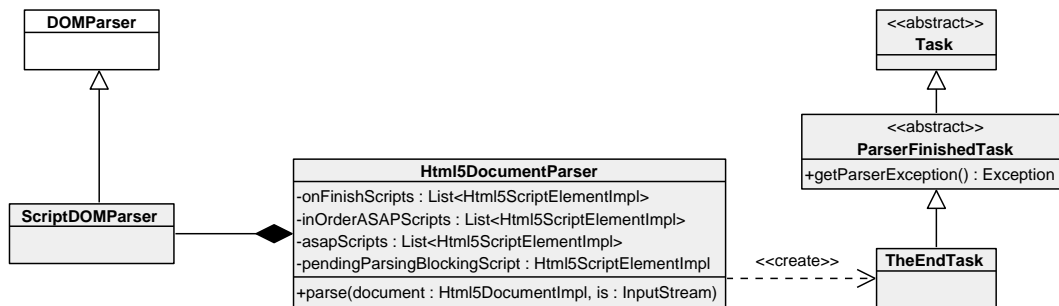 DOMParser
<<abstract>>
Task
<<abstract>>
ParserFinishedTask
+getParserException() : Exception
Html5DocumentParser
-onFinishScripts : List<Html5ScriptElementImpl>
-inOrderASAPScripts : List<Html5ScriptElementImpl>
-asapScripts : List<Html5ScriptElementImpl>
-pendingParsingBlockingScript : Html5ScriptElementImpl
+parse(document : Html5DocumentImpl, is : InputStream)
ScriptDOMParser
<<create>>
TheEndTask